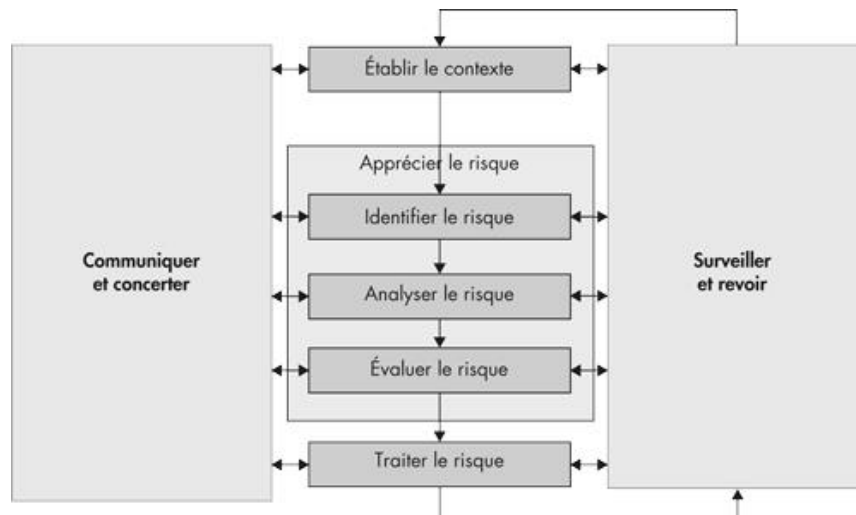 Établir le contexte
Apprécier le risque
Identifier le risque
Communiquer
et concerter
Surveiller
et revoir
Analyser le risque
Évaluer le risque
Traiter le risque